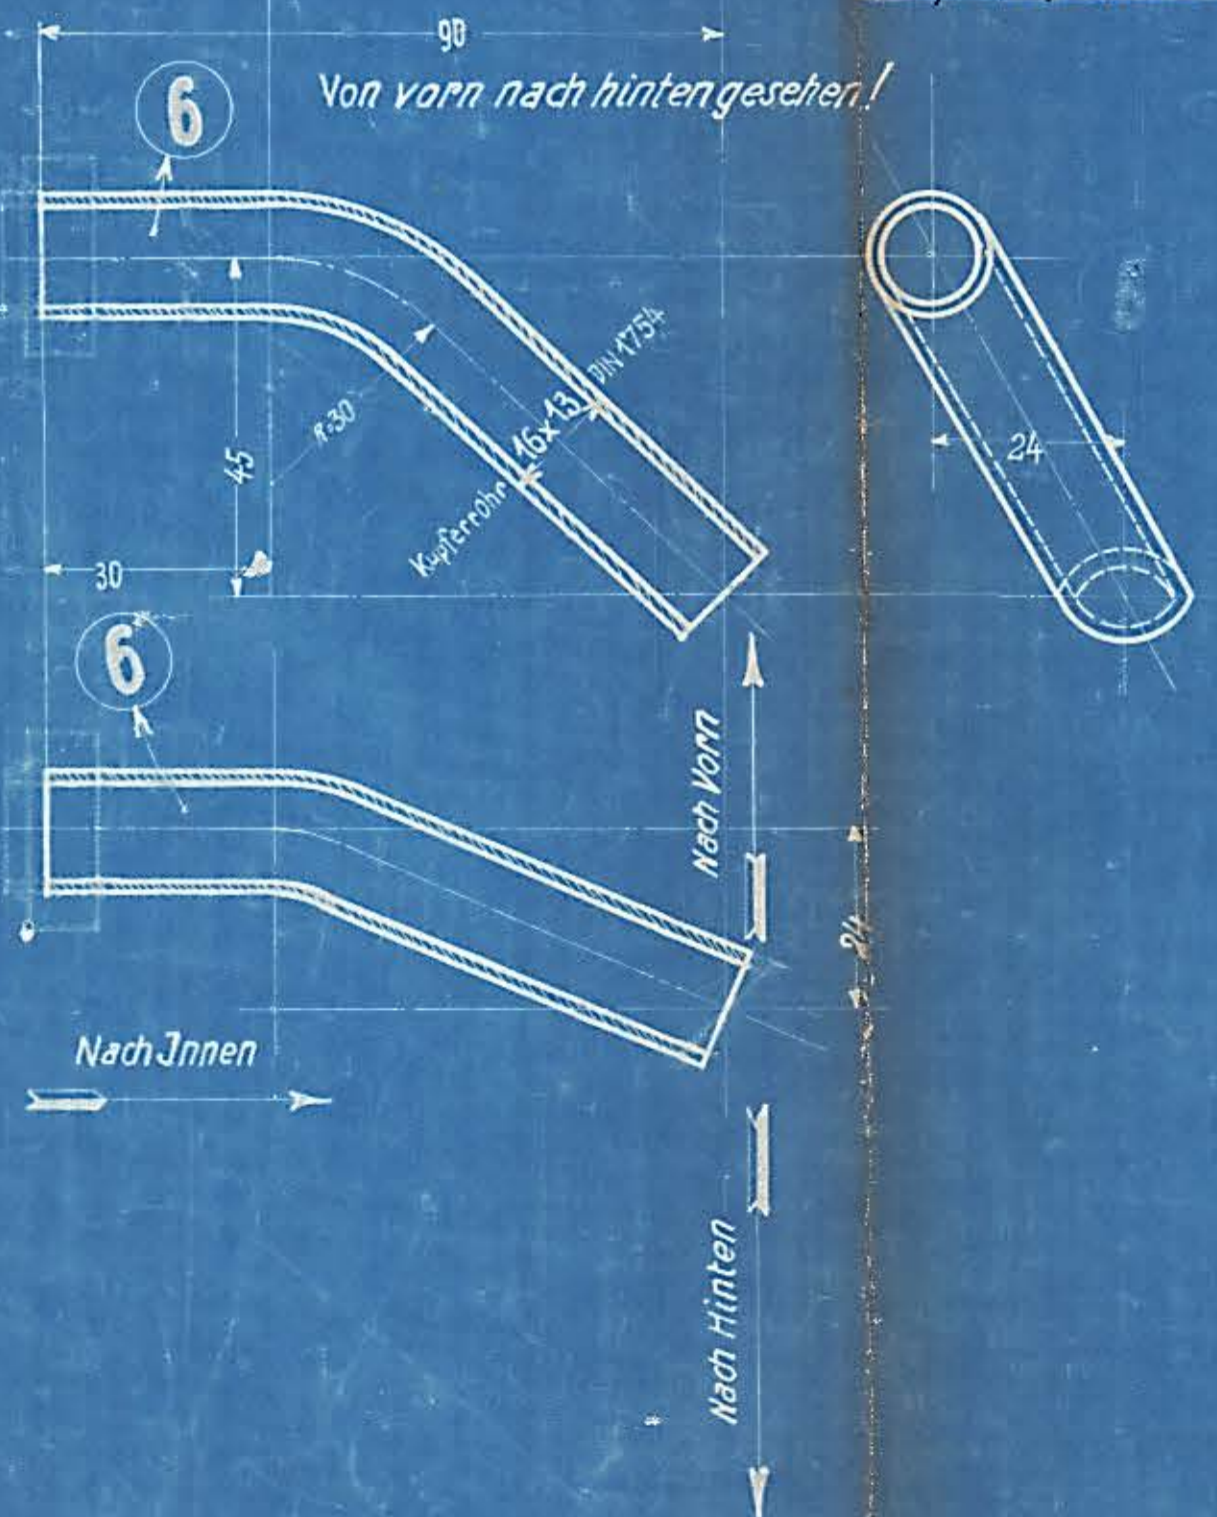 90
Von vorn nach hinten gesehen!
6
DIN 1754
16x13
R=30
Kupferrohr
45
24
30
6
Nach Vorn
24
Nach Jnnen
Nach Hinten